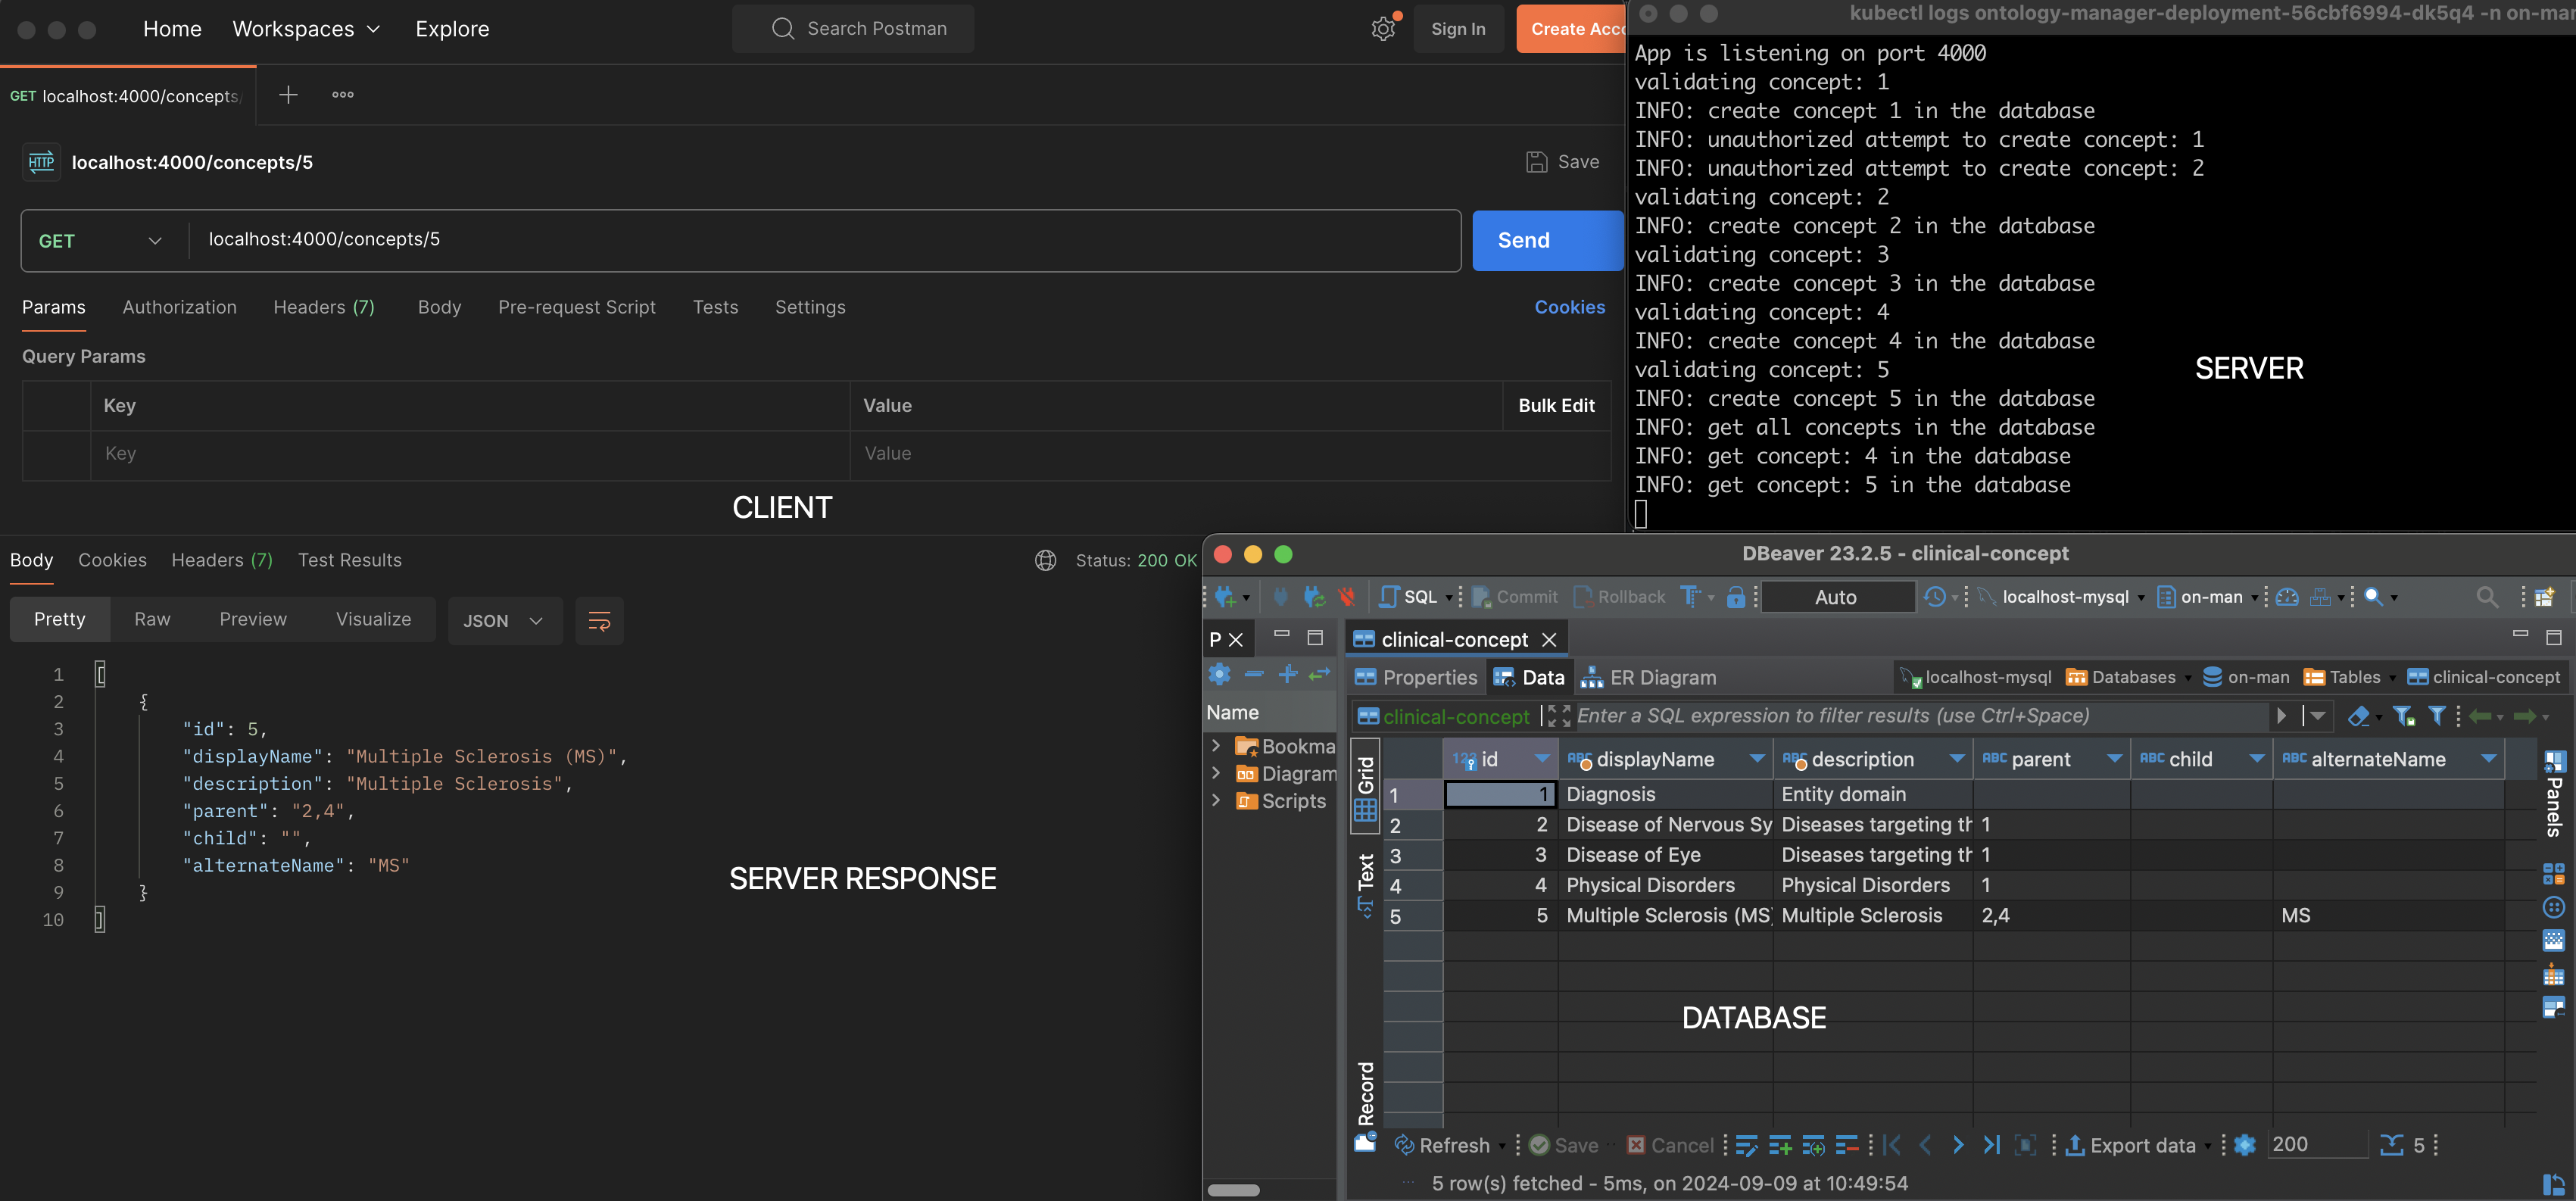 Home Workspaces Explore Search Postman Sign In Create Acco
GET localhost:4000/concepts/
HTTP localhost:4000/concepts/5 Save
GET localhost:4000/concepts/5 Send
Params Authorization Headers (7) Body Pre-request Script Tests Settings Cookies
Query Params
Key Value Bulk Edit
Key Value
CLIENT
Body Cookies Headers (7) Test Results Status: 200 OK
Pretty Raw Preview Visualize JSON
1 [
2 {
3 "id": 5,
4 "displayName": "Multiple Sclerosis (MS)",
5 "description": "Multiple Sclerosis",
6 "parent": "2,4",
7 "child": "",
8 "alternateName": "MS"
9 }
10 ]
SERVER RESPONSE
kubectl logs ontology-manager-deployment-56cbf6994-dk5q4 -n on-man
App is listening on port 4000
validating concept: 1
INFO: create concept 1 in the database
INFO: unauthorized attempt to create concept: 1
INFO: unauthorized attempt to create concept: 2
validating concept: 2
INFO: create concept 2 in the database
validating concept: 3
INFO: create concept 3 in the database
validating concept: 4
INFO: create concept 4 in the database
validating concept: 5
INFO: create concept 5 in the database
INFO: get all concepts in the database
INFO: get concept: 4 in the database
INFO: get concept: 5 in the database
SERVER
DBeaver 23.2.5 - clinical-concept
SQL Commit Rollback Auto localhost-mysql on-man
P clinical-concept
Properties Data ER Diagram localhost-mysql Databases on-man Tables clinical-concept
clinical-concept Enter a SQL expression to filter results (use Ctrl+Space)
Name
Bookma
Diagram
Scripts
Grid
Text
Record
Panels
123 id ABC displayName ABC description ABC parent ABC child ABC alternateName
1 1 Diagnosis Entity domain
2 2 Disease of Nervous Sy Diseases targeting th 1
3 3 Disease of Eye Diseases targeting th 1
4 4 Physical Disorders Physical Disorders 1
5 5 Multiple Sclerosis (MS) Multiple Sclerosis 2,4 MS
DATABASE
Refresh Save Cancel Export data 200 5
5 row(s) fetched - 5ms, on 2024-09-09 at 10:49:54